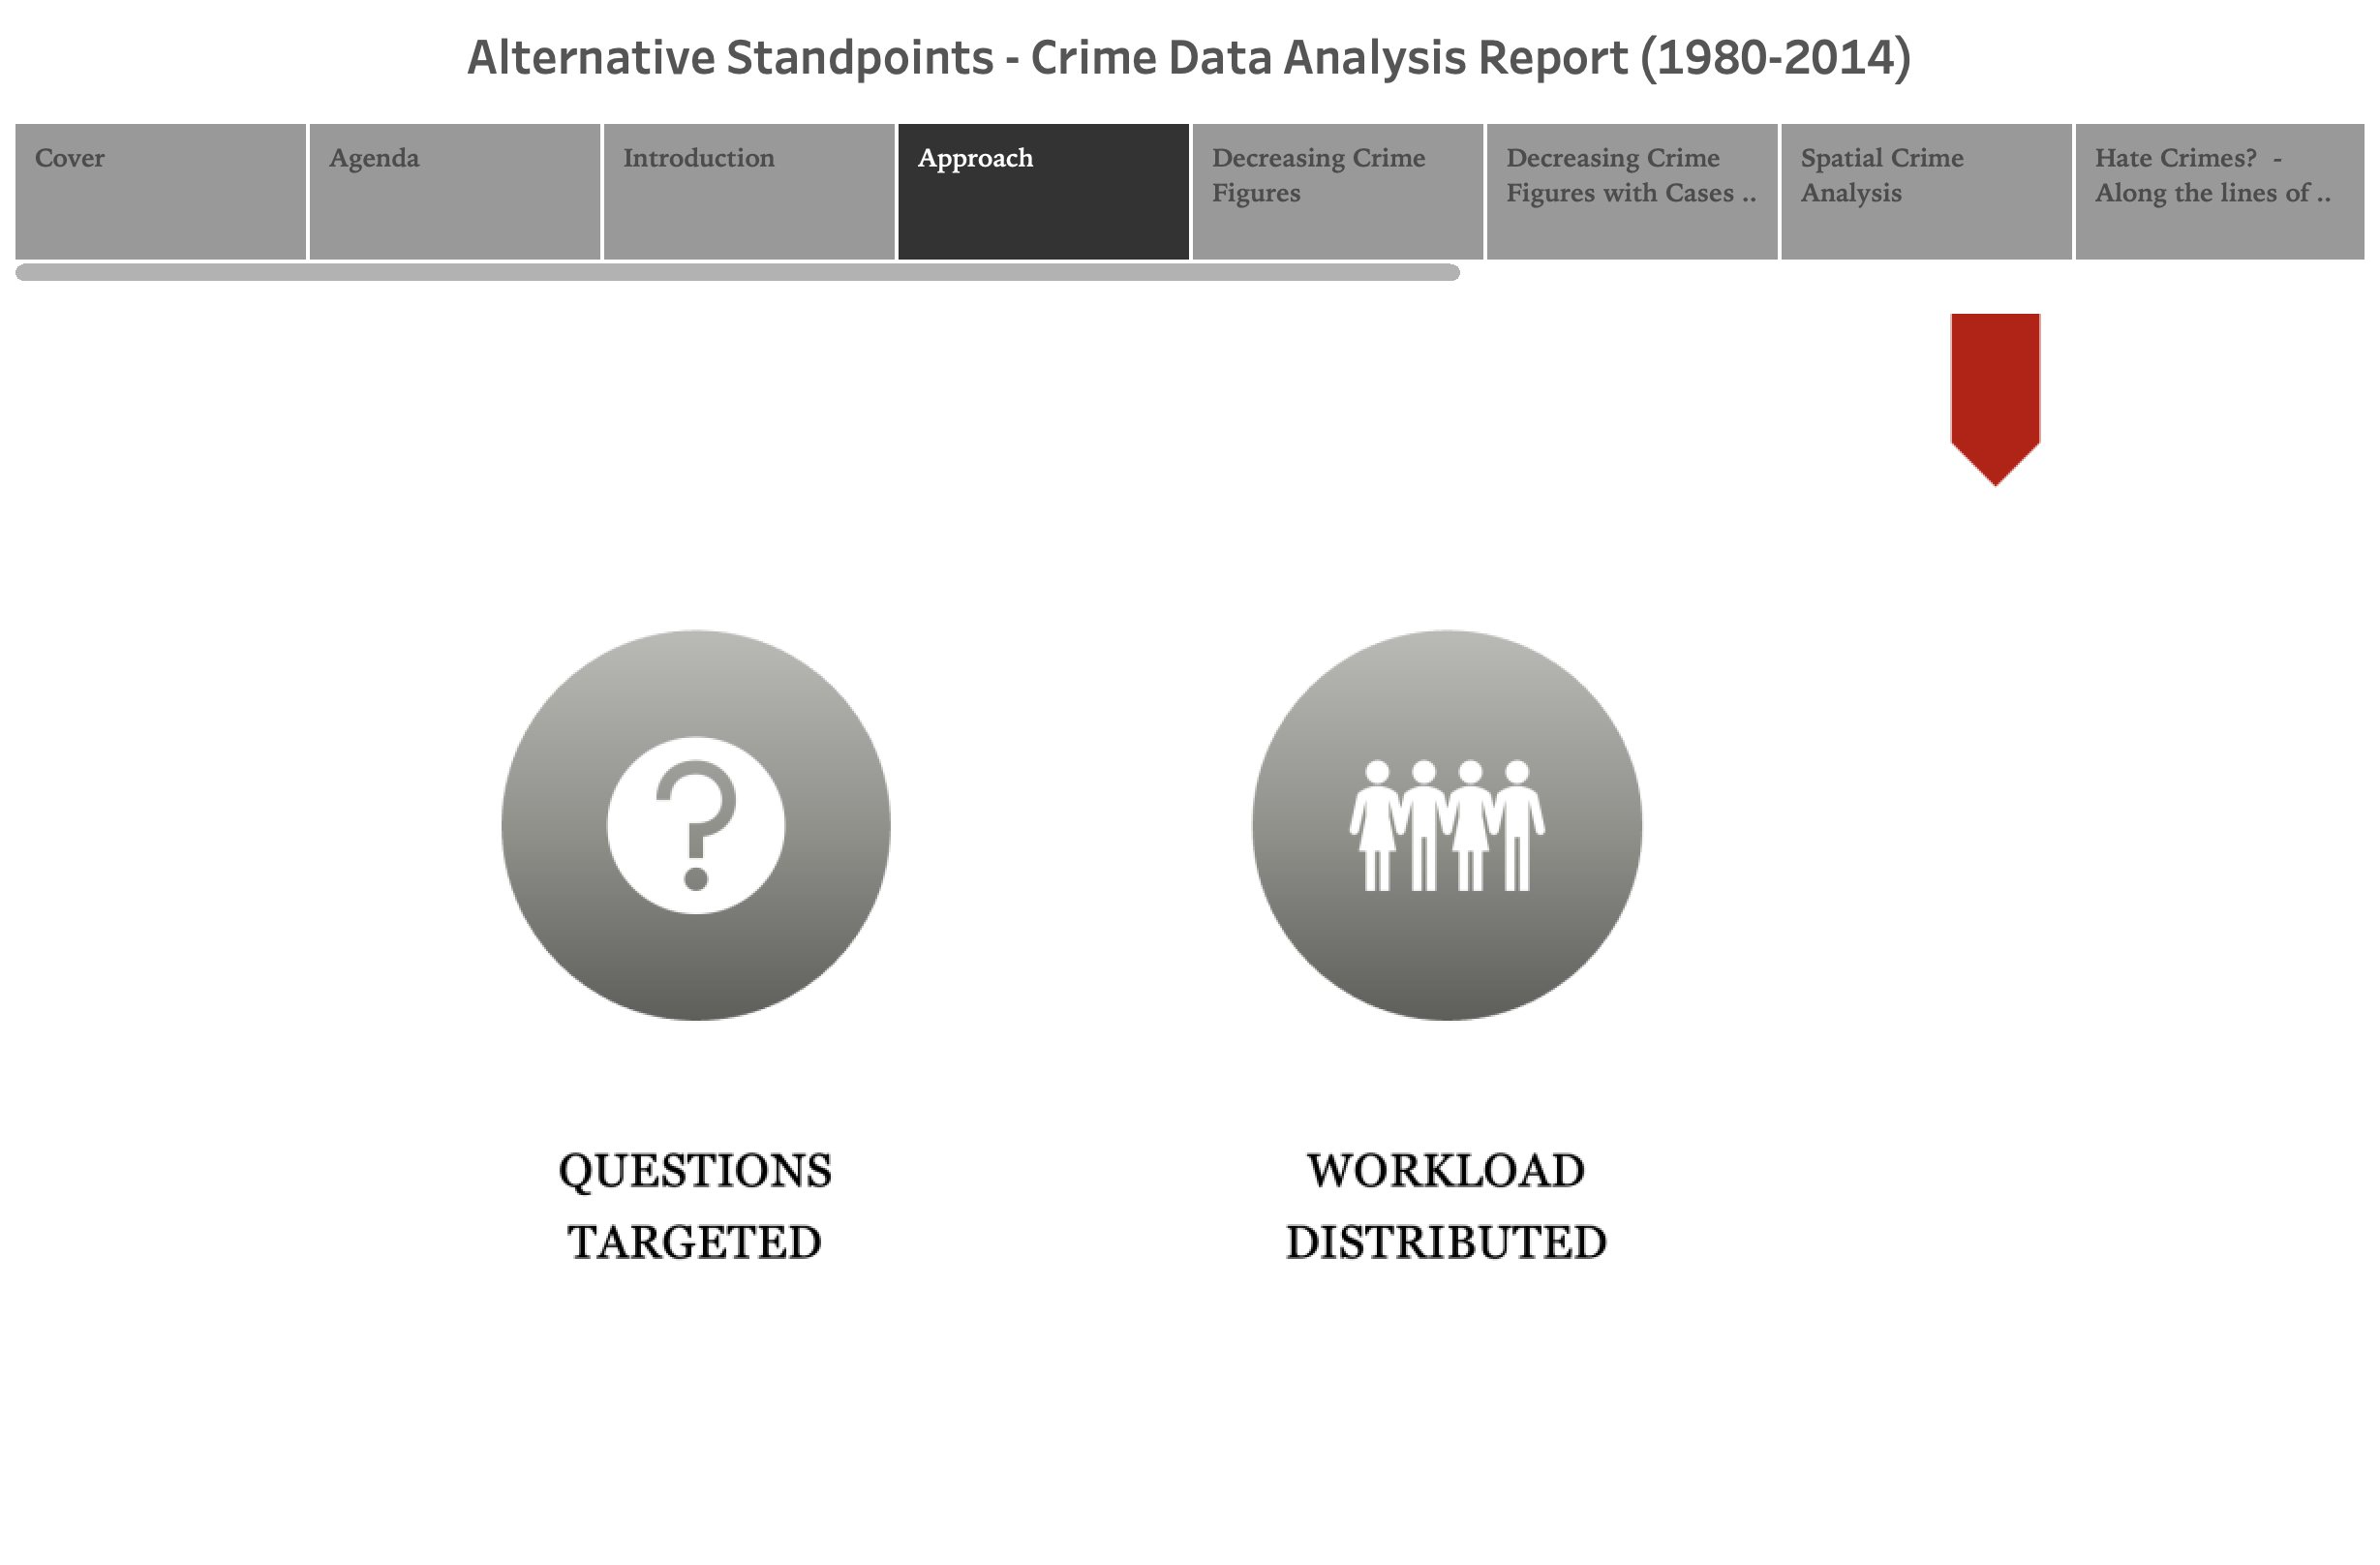 Alternative Standpoints - Crime Data Analysis Report (1980-2014)
Cover
Agenda
Introduction
Approach
Decreasing Crime
Figures
Decreasing Crime
Figures with Cases ..
Spatial Crime
Analysis
Hate Crimes? -
Along the lines of ..
?
QUESTIONS
TARGETED
WORKLOAD
DISTRIBUTED